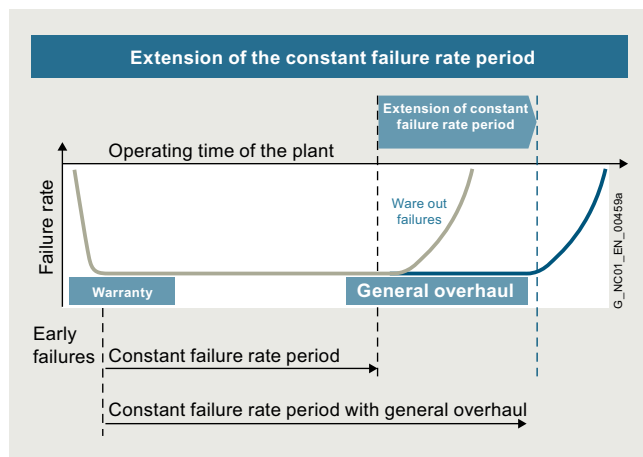 Extension of the constant failure rate period
Extension of constant
failure rate period
Operating time of the plant
Failure rate
Ware out
failures
G_NC01_EN_00459a
Warranty
General overhaul
Early
failures
Constant failure rate period
Constant failure rate period with general overhaul